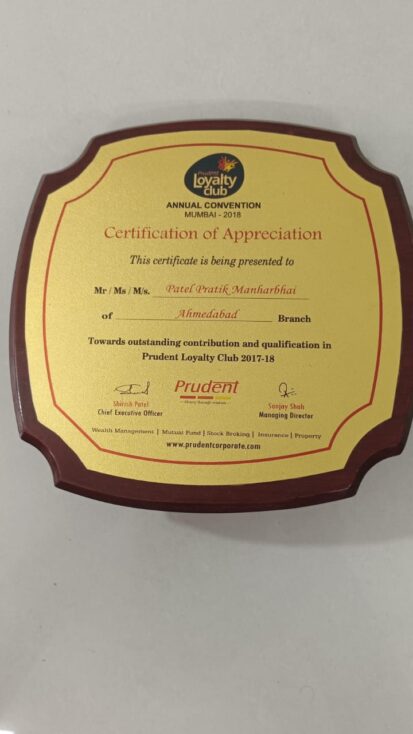 Prudent
Loyalty
club
ANNUAL CONVENTION
MUMBAI - 2018
Certification of Appreciation
This certificate is being presented to
Mr / Ms / M/s. Patel Pratik Manharbhai
of Ahmedabad Branch
Towards outstanding contribution and qualification in
Prudent Loyalty Club 2017-18
Prudent
Shirish Patel
Chief Executive Officer
Sanjay Shah
Managing Director
Wealth Management | Mutual Fund | Stock Broking | Insurance | Property
www.prudentcorporate.com